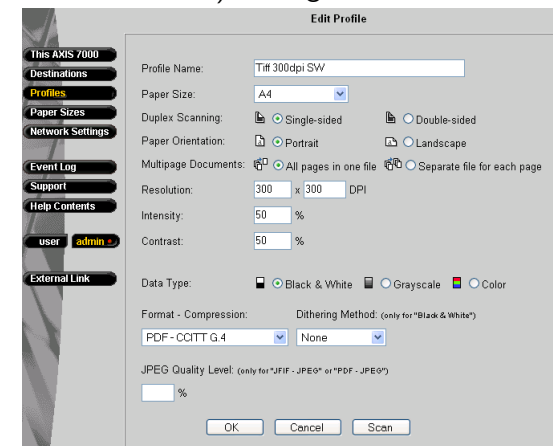 Edit Profile
This AXIS 7000
Destinations
Profiles
Paper Sizes
Network Settings
Event Log
Support
Help Contents
user admin
External Link
Profile Name: Tiff 300dpi SW
Paper Size: A4
Duplex Scanning: Single-sided Double-sided
Paper Orientation: Portrait Landscape
Multipage Documents: All pages in one file Separate file for each page
Resolution: 300 x 300 DPI
Intensity: 50 %
Contrast: 50 %
Data Type: Black & White Grayscale Color
Format - Compression: Dithering Method: (only for "Black & White")
PDF - CCITT G.4 None
JPEG Quality Level: (only for "JFIF - JPEG" or "PDF - JPEG")
%
OK Cancel Scan